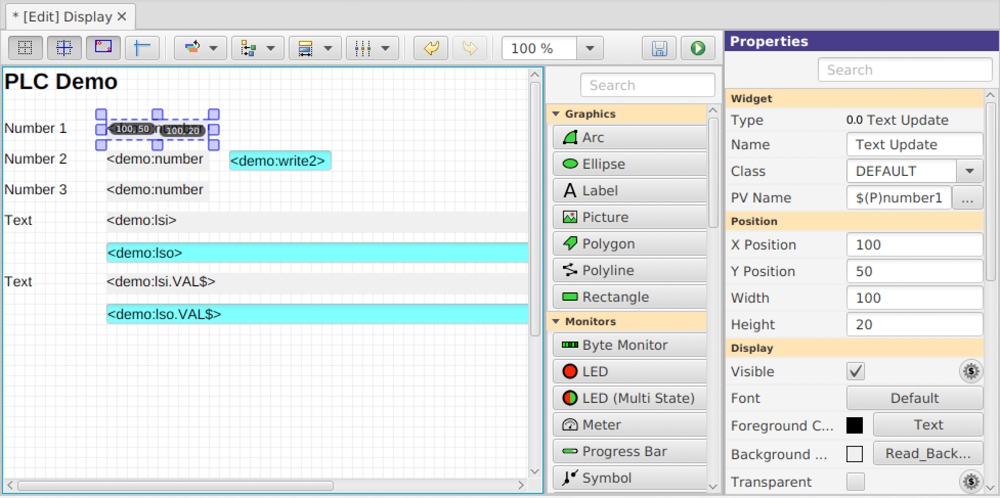 * [Edit] Display
100 %
PLC Demo
Number 1
100, 50
100, 20
Number 2
<demo:number
<demo:write2>
Number 3
<demo:number
Text
<demo:lsi>
<demo:lso>
Text
<demo:lsi.VAL$>
<demo:lso.VAL$>
Search
Graphics
Arc
Ellipse
A Label
Picture
Polygon
Polyline
Rectangle
Monitors
Byte Monitor
LED
LED (Multi State)
Meter
Progress Bar
Symbol
Properties
Search
Widget
Type 0.0 Text Update
Name Text Update
Class DEFAULT
PV Name $(P)number1 ...
Position
X Position 100
Y Position 50
Width 100
Height 20
Display
Visible $
Font Default
Foreground C... Text
Background ... Read_Back...
Transparent $